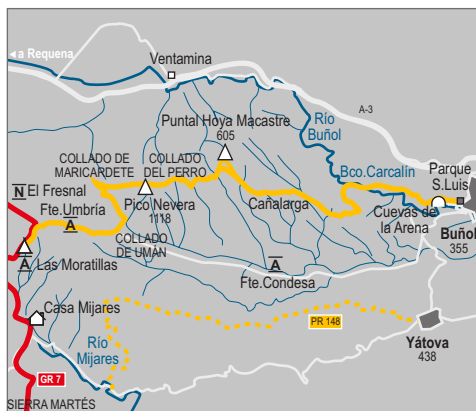 ◄a Requena
Ventamina
Río
Buñol
A-3
Puntal Hoya Macastre
605
COLLADO DE
MARICARDETE
COLLADO
DEL PERRO
Bco.Carcalín
Parque
S.Luis
N El Fresnal
Fte.Umbría
A
Pico Nevera
1118
Cañalarga
Cuevas de
la Arena
Buñol
355
COLLADO
DE UMÁN
A
Las Moratillas
A
Fte.Condesa
Casa Mijares
Río
Mijares
PR 148
Yátova
438
GR 7
SIERRA MARTÉS